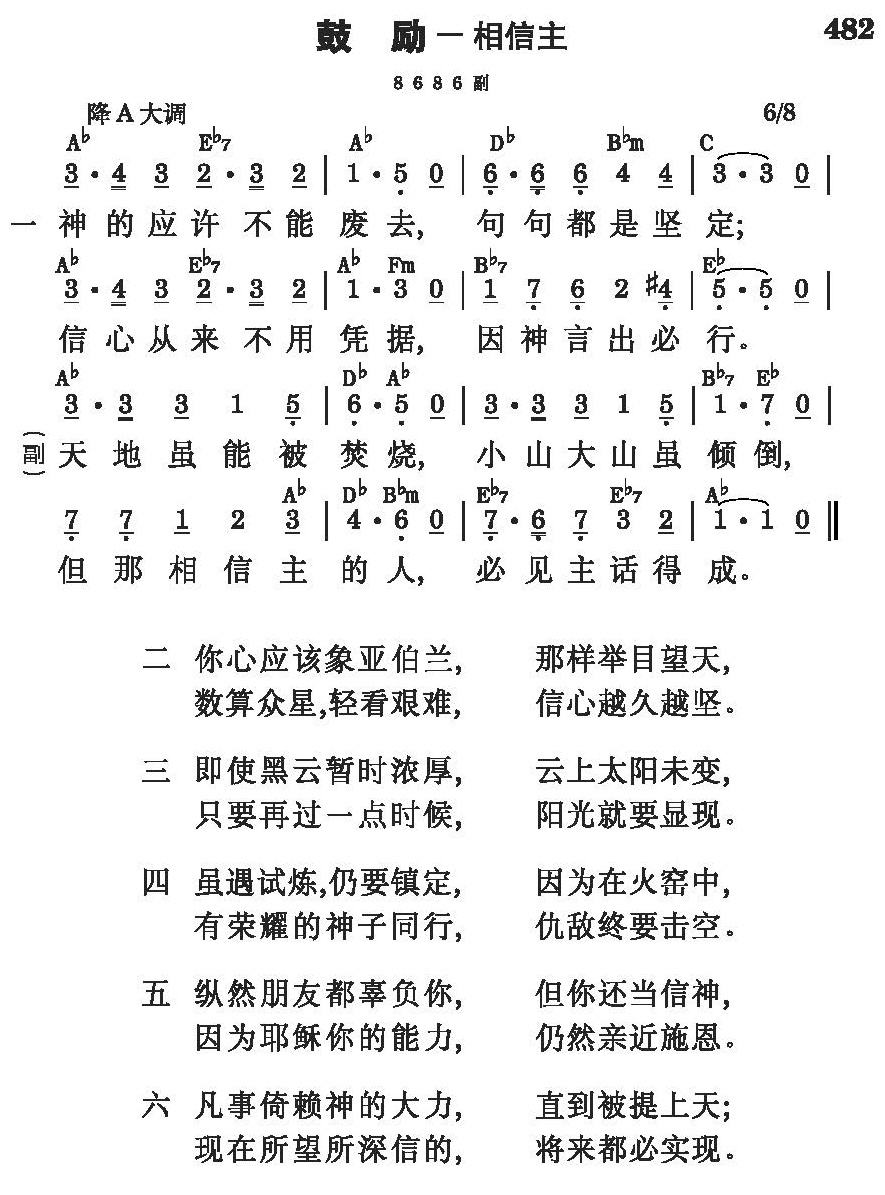 鼓 励 — 相信主 482
8 6 8 6 副
降 A 大调 6/8
A♭ E♭7 A♭ D♭ B♭m C
3 · 4 3 2 · 3 2 | 1 · 5 0 | 6 · 6 6 4 4 | 3 · 3 0 |
一 神 的 应 许 不 能 废 去, 句 句 都 是 坚 定;
A♭ E♭7 A♭ Fm B♭7 E♭
3 · 4 3 2 · 3 2 | 1 · 3 0 | 1 7 6 2 #4 | 5 · 5 0 |
信 心 从 来 不 用 凭 据, 因 神 言 出 必 行。
A♭ D♭ A♭ B♭7 E♭
3 · 3 3 1 5 | 6 · 5 0 | 3 · 3 3 1 5 | 1 · 7 0 |
(副) 天 地 虽 能 被 焚 烧, 小 山 大 山 虽 倾 倒,
A♭ D♭ B♭m E♭7 E♭7 A♭
7 7 1 2 3 | 4 · 6 0 | 7 · 6 7 3 2 | 1 · 1 0 ‖
但 那 相 信 主 的 人, 必 见 主 话 得 成。
二 你心应该象亚伯兰, 那样举目望天,
数算众星,轻看艰难, 信心越久越坚。
三 即使黑云暂时浓厚, 云上太阳未变,
只要再过一点时候, 阳光就要显现。
四 虽遇试炼,仍要镇定, 因为在火窑中,
有荣耀的神子同行, 仇敌终要击空。
五 纵然朋友都辜负你, 但你还当信神,
因为耶稣你的能力, 仍然亲近施恩。
六 凡事倚赖神的大力, 直到被提上天;
现在所望所深信的, 将来都必实现。